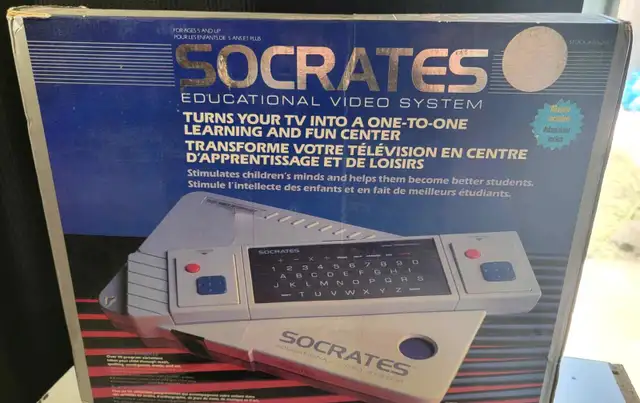 FOR AGES 5 AND UP
POUR LES ENFANTS DE 5 ANS ET PLUS
SOCRATES
EDUCATIONAL VIDEO SYSTEM
TURNS YOUR TV INTO A ONE-TO-ONE
LEARNING AND FUN CENTER
TRANSFORME VOTRE TÉLÉVISION EN CENTRE
D'APPRENTISSAGE ET DE LOISIRS
Stimulates children's minds and helps them become better students.
Stimule l'intellecte des enfants et en fait de meilleurs étudiants.
SOCRATES
1 2 3 4 5 6 7 8 9 0
A B C D E F G H I
J K L M N O P Q R S
T U V W X Y Z
SOCRATES